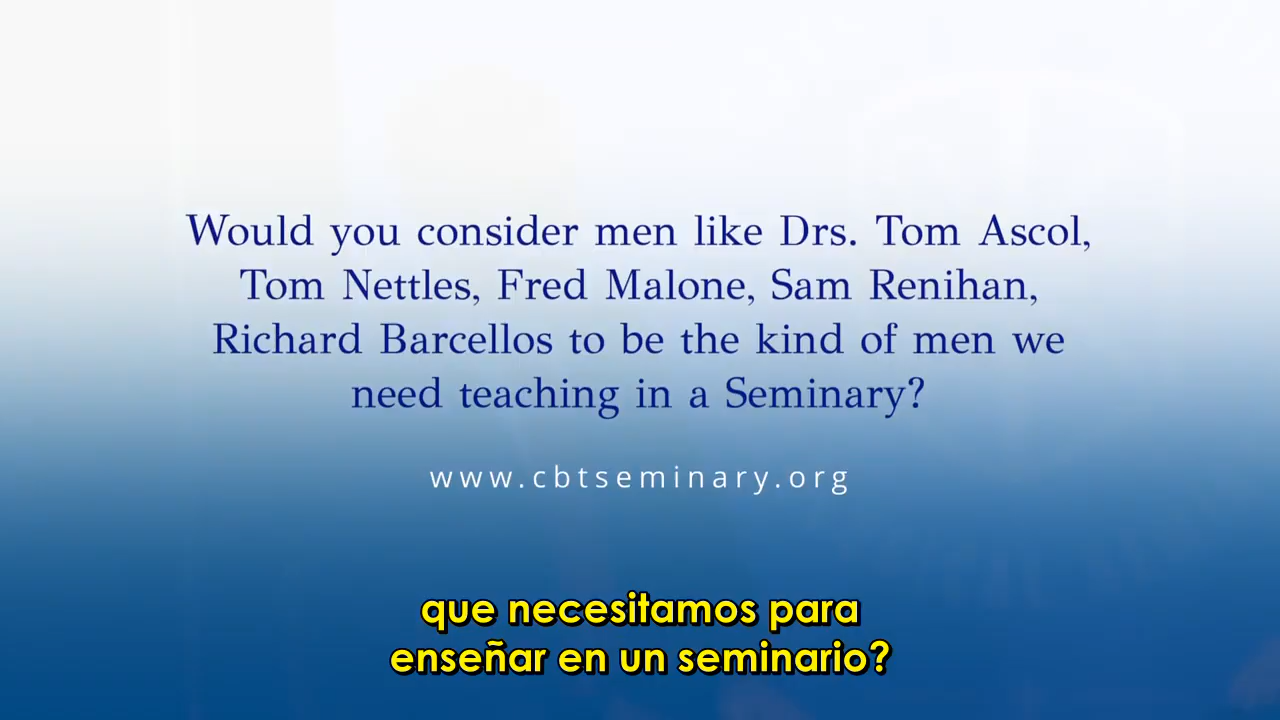 Would you consider men like Drs. Tom Ascol,
Tom Nettles, Fred Malone, Sam Renihan,
Richard Barcellos to be the kind of men we
need teaching in a Seminary?
www.cbtseminary.org
que necesitamos para
enseñar en un seminario?